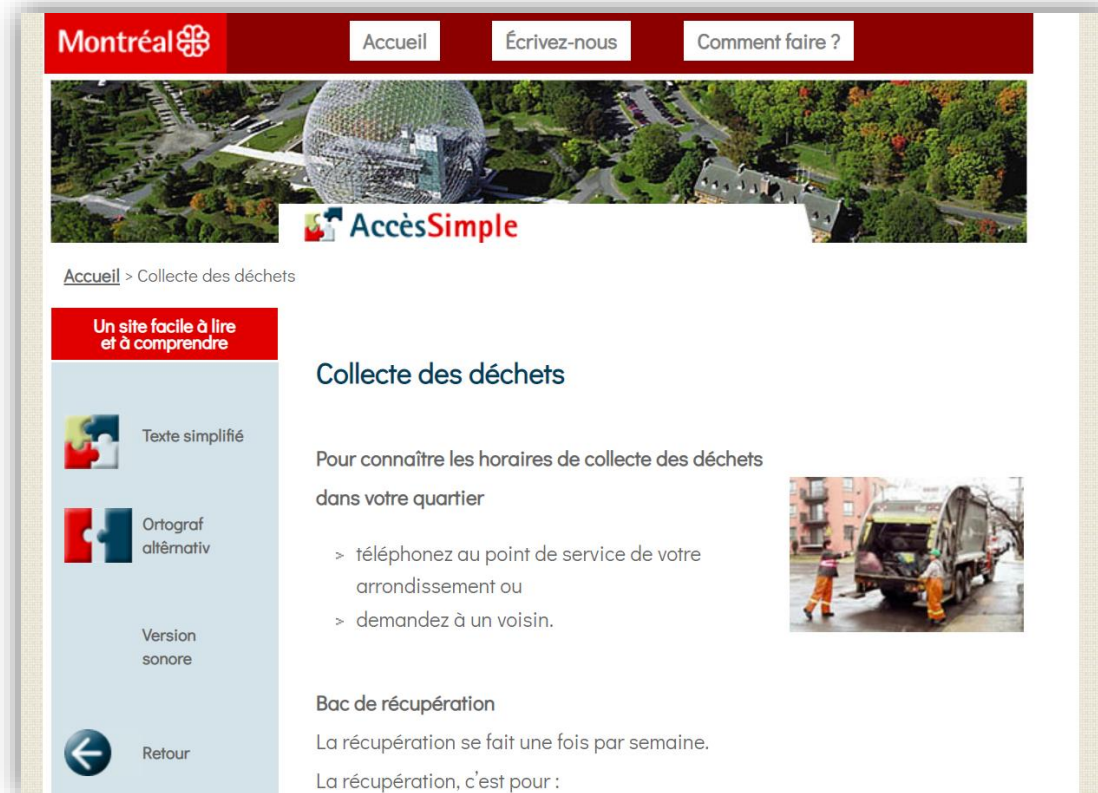 Montréal
Accueil
Écrivez-nous
Comment faire ?
AccèsSimple
Accueil > Collecte des déchets
Un site facile à lire
et à comprendre
Texte simplifié
Ortograf
altêrnativ
Version
sonore
Retour
Collecte des déchets
Pour connaître les horaires de collecte des déchets
dans votre quartier
> téléphonez au point de service de votre
arrondissement ou
> demandez à un voisin.
Bac de récupération
La récupération se fait une fois par semaine.
La récupération, c'est pour :